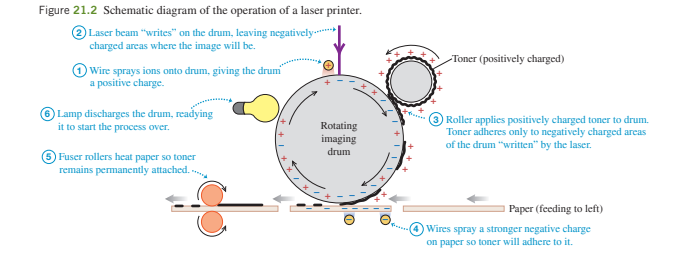 Figure 21.2 Schematic diagram of the operation of a laser printer.
2 Laser beam “writes” on the drum, leaving negatively
charged areas where the image will be.
1 Wire sprays ions onto drum, giving the drum
a positive charge.
Toner (positively charged)
6 Lamp discharges the drum, readying
it to start the process over.
Rotating
imaging
drum
3 Roller applies positively charged toner to drum.
Toner adheres only to negatively charged areas
of the drum “written” by the laser.
5 Fuser rollers heat paper so toner
remains permanently attached.
Paper (feeding to left)
4 Wires spray a stronger negative charge
on paper so toner will adhere to it.